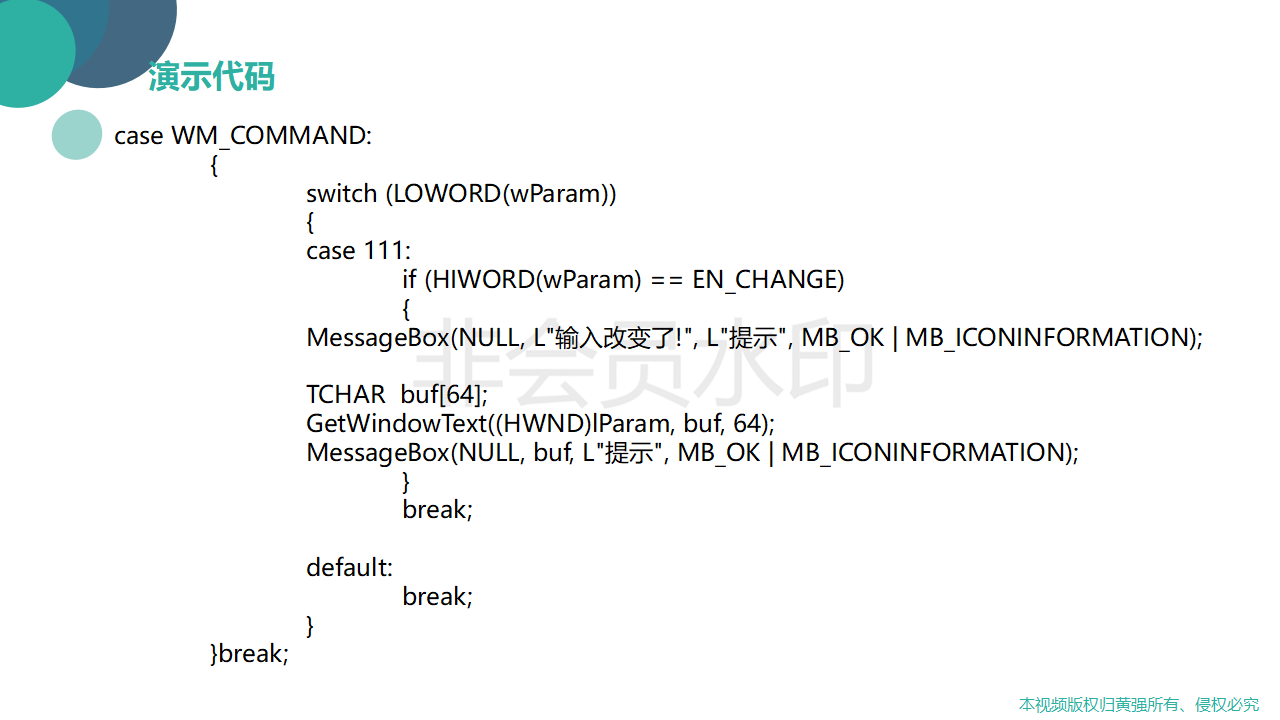 演示代码
case WM_COMMAND:
{
switch (LOWORD(wParam))
{
case 111:
if (HIWORD(wParam) == EN_CHANGE)
{
MessageBox(NULL, L"输入改变了!", L"提示", MB_OK | MB_ICONINFORMATION);
非会员水印
TCHAR  buf[64];
GetWindowText((HWND)lParam, buf, 64);
MessageBox(NULL, buf, L"提示", MB_OK | MB_ICONINFORMATION);
}
break;
default:
break;
}
}break;
本视频版权归黄强所有、侵权必究